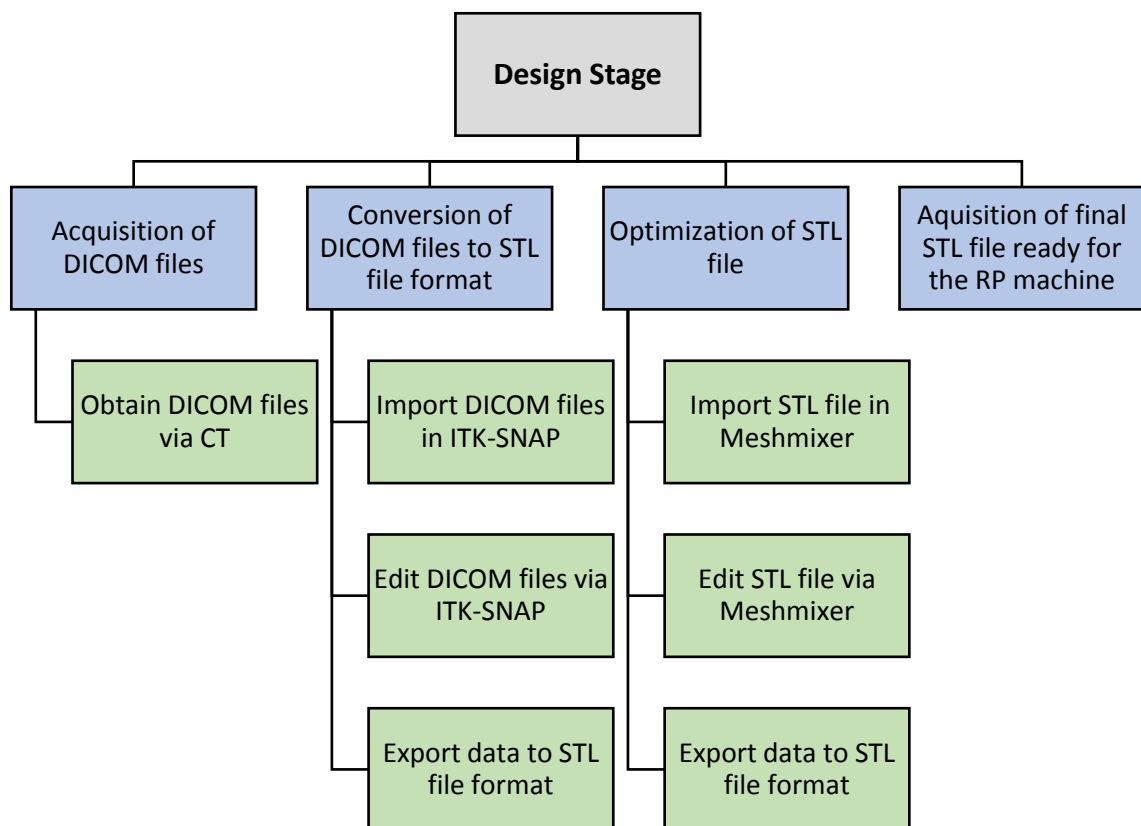 Design Stage
Acquisition of
DICOM files
Conversion of
DICOM files to STL
file format
Optimization of STL
file
Aquisition of final
STL file ready for
the RP machine
Obtain DICOM files
via CT
Import DICOM files
in ITK-SNAP
Import STL file in
Meshmixer
Edit DICOM files via
ITK-SNAP
Edit STL file via
Meshmixer
Export data to STL
file format
Export data to STL
file format